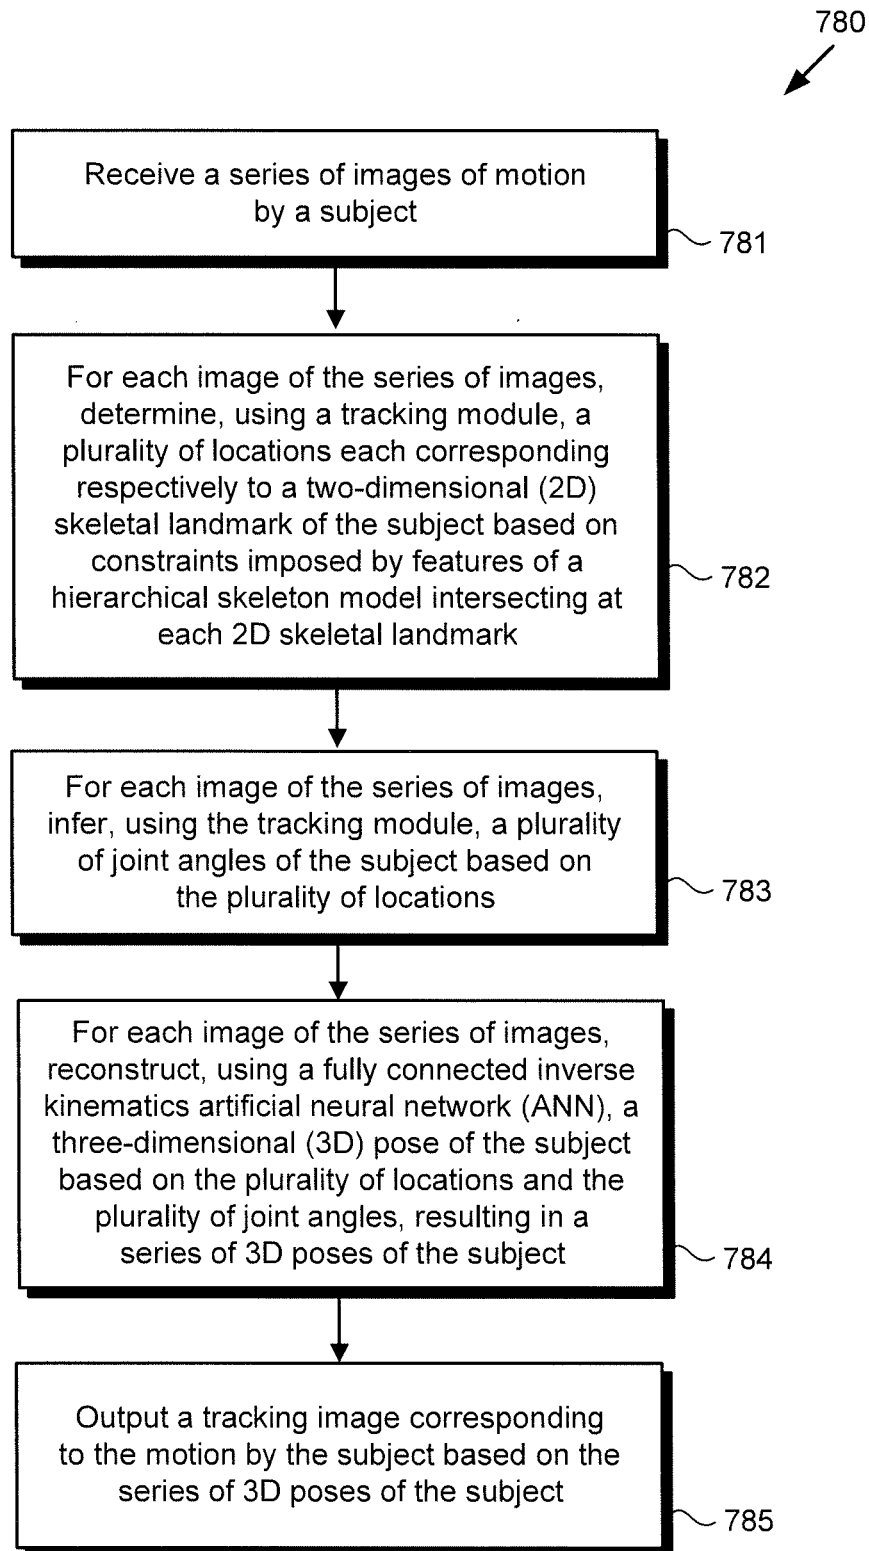 780
Receive a series of images of motion
by a subject
781
For each image of the series of images,
determine, using a tracking module, a
plurality of locations each corresponding
respectively to a two-dimensional (2D)
skeletal landmark of the subject based on
constraints imposed by features of a
hierarchical skeleton model intersecting at
each 2D skeletal landmark
782
For each image of the series of images,
infer, using the tracking module, a plurality
of joint angles of the subject based on
the plurality of locations
783
For each image of the series of images,
reconstruct, using a fully connected inverse
kinematics artificial neural network (ANN), a
three-dimensional (3D) pose of the subject
based on the plurality of locations and the
plurality of joint angles, resulting in a
series of 3D poses of the subject
784
Output a tracking image corresponding
to the motion by the subject based on the
series of 3D poses of the subject
785